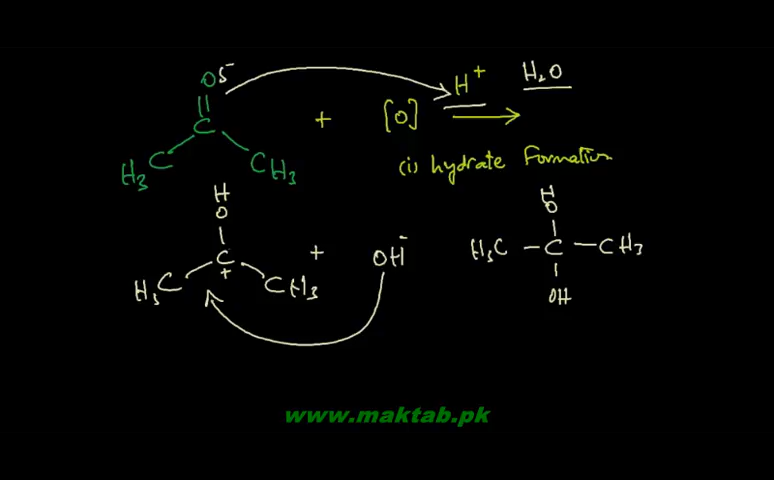 Oδ⁻ H⁺ H₂O
|| + [O] →
C
H₃C CH₃ (i) hydrate Formation
H H
O O
| |
C + OH⁻ H₃C — C — CH₃
+ |
H₃C CH₃ OH
www.maktab.pk